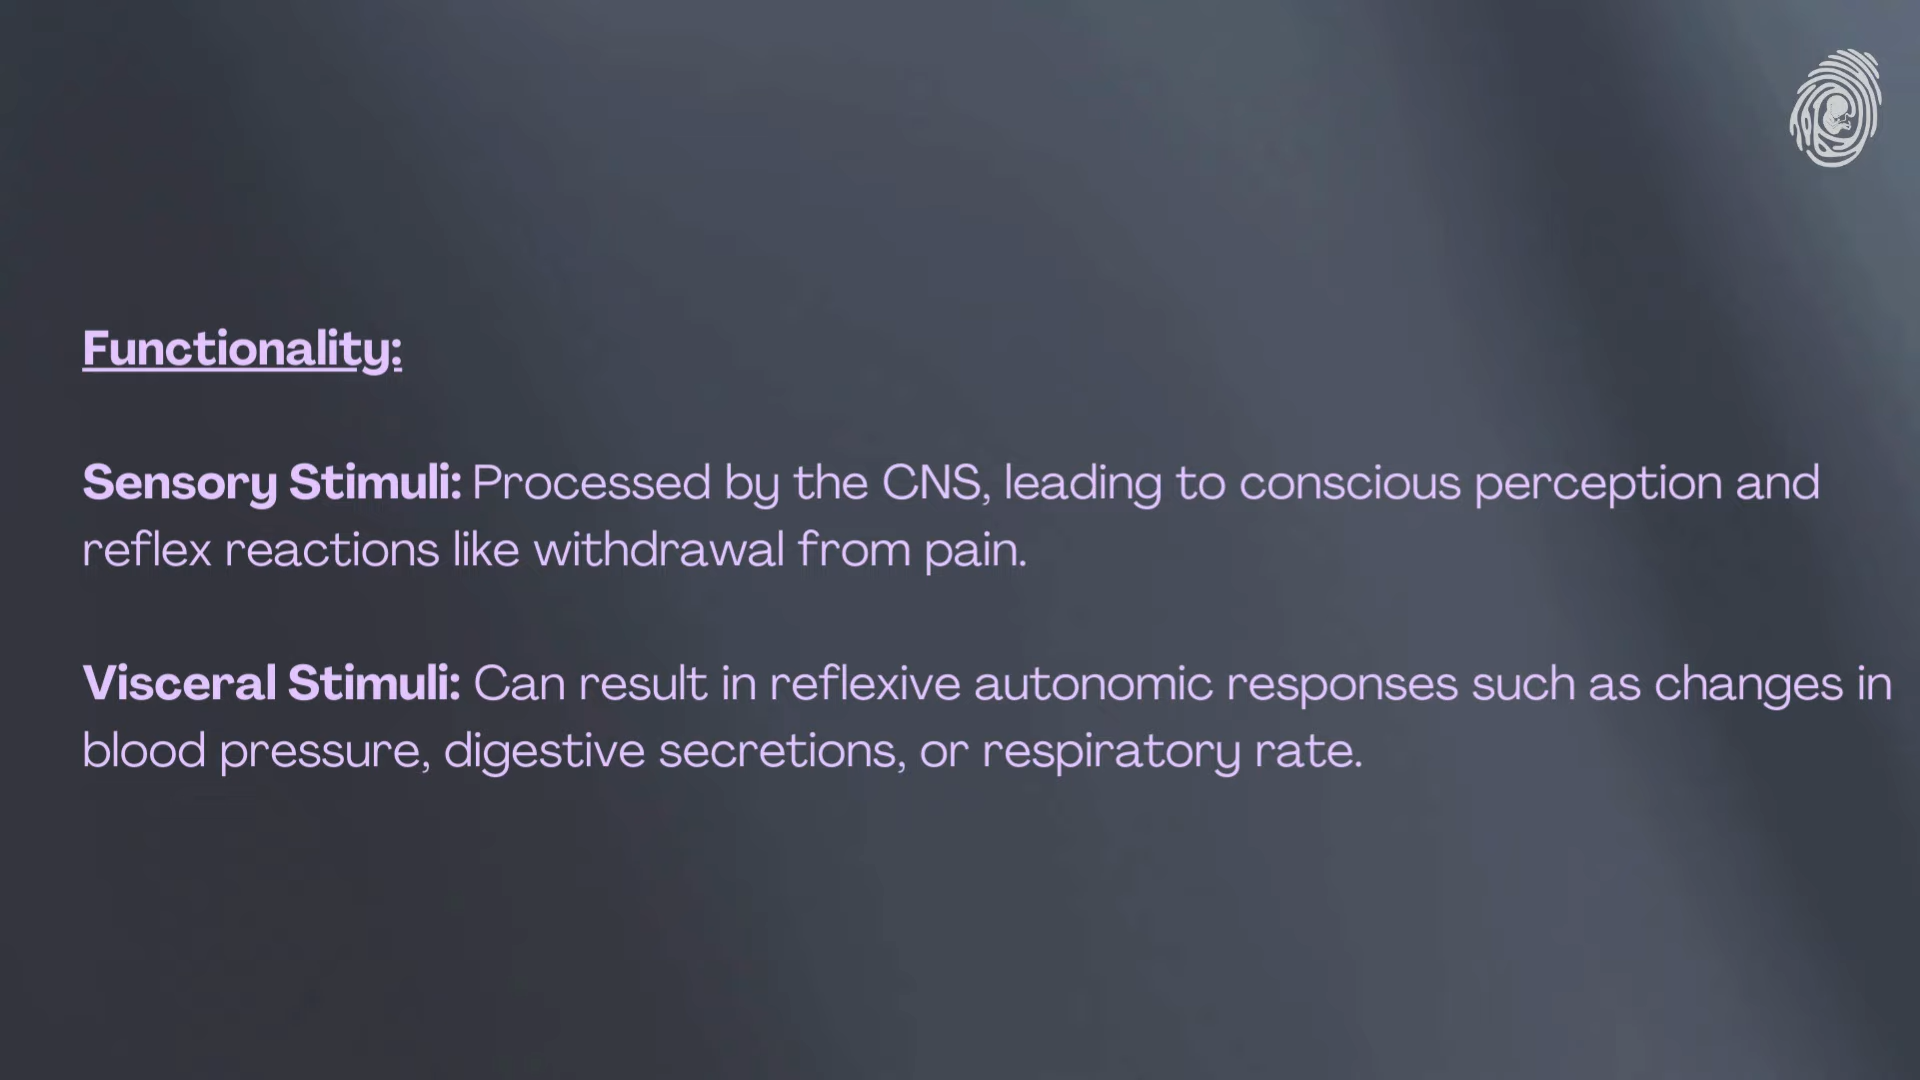 Functionality:
Sensory Stimuli: Processed by the CNS, leading to conscious perception and
reflex reactions like withdrawal from pain.
Visceral Stimuli: Can result in reflexive autonomic responses such as changes in
blood pressure, digestive secretions, or respiratory rate.